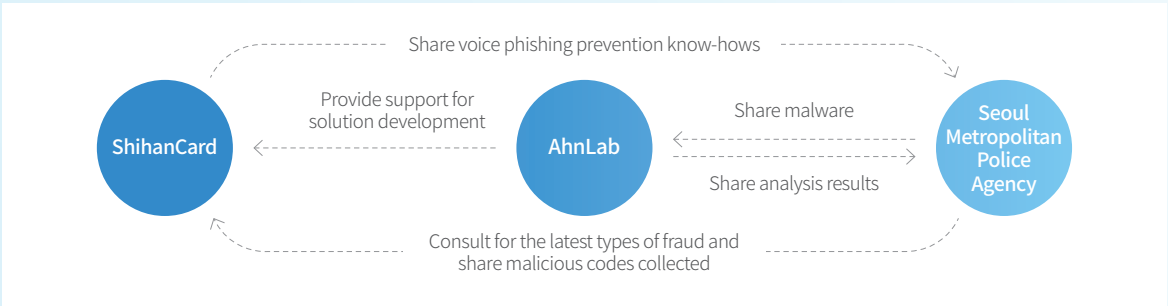 Share voice phishing prevention know-hows
Provide support for
solution development
ShihanCard
AhnLab
Share malware
Share analysis results
Seoul
Metropolitan
Police
Agency
Consult for the latest types of fraud and
share malicious codes collected